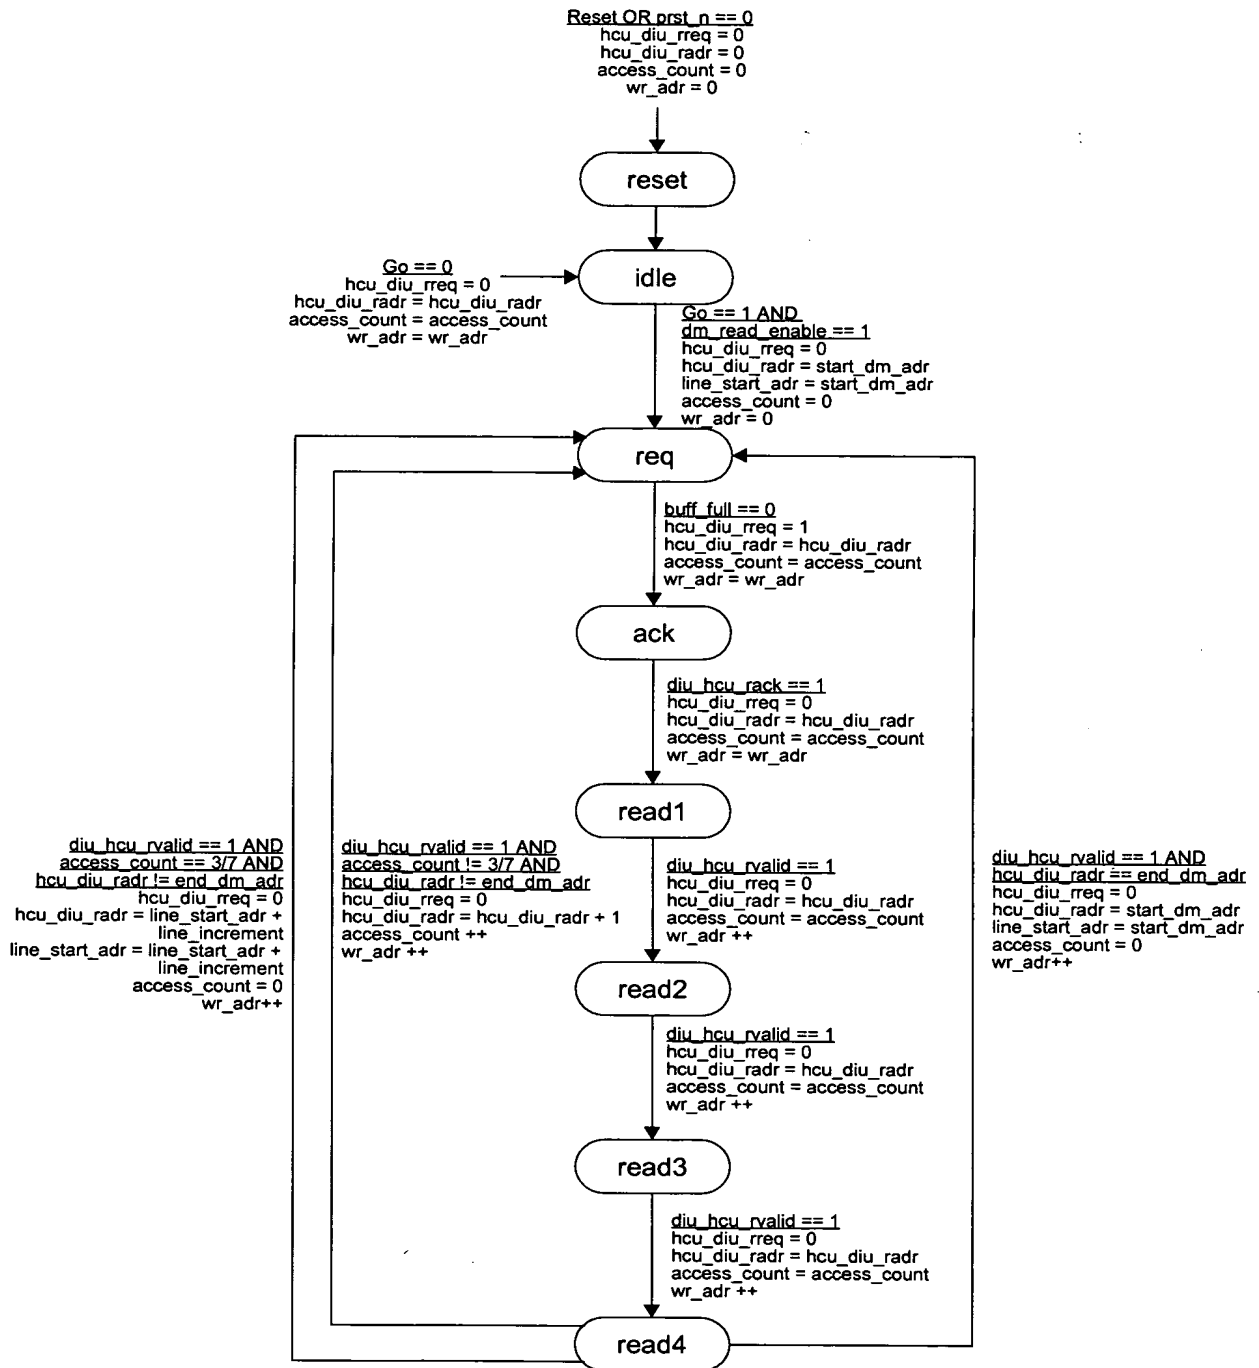 Reset OR prst_n == 0
hcu_diu_rreq = 0
hcu_diu_radr = 0
access_count = 0
wr_adr = 0
reset
idle
Go == 0
hcu_diu_rreq = 0
hcu_diu_radr = hcu_diu_radr
access_count = access_count
wr_adr = wr_adr
Go == 1 AND
dm_read_enable == 1
hcu_diu_rreq = 0
hcu_diu_radr = start_dm_adr
line_start_adr = start_dm_adr
access_count = 0
wr_adr = 0
req
buff_full == 0
hcu_diu_rreq = 1
hcu_diu_radr = hcu_diu_radr
access_count = access_count
wr_adr = wr_adr
ack
diu_hcu_rack == 1
hcu_diu_rreq = 0
hcu_diu_radr = hcu_diu_radr
access_count = access_count
wr_adr = wr_adr
read1
diu_hcu_rvalid == 1 AND
access_count == 3/7 AND
hcu_diu_radr != end_dm_adr
hcu_diu_rreq = 0
hcu_diu_radr = line_start_adr +
line_increment
line_start_adr = line_start_adr +
line_increment
access_count = 0
wr_adr++
diu_hcu_rvalid == 1 AND
access_count != 3/7 AND
hcu_diu_radr != end_dm_adr
hcu_diu_rreq = 0
hcu_diu_radr = hcu_diu_radr + 1
access_count ++
wr_adr ++
diu_hcu_rvalid == 1
hcu_diu_rreq = 0
hcu_diu_radr = hcu_diu_radr
access_count = access_count
wr_adr ++
diu_hcu_rvalid == 1 AND
hcu_diu_radr == end_dm_adr
hcu_diu_rreq = 0
hcu_diu_radr = start_dm_adr
line_start_adr = start_dm_adr
access_count = 0
wr_adr++
read2
diu_hcu_rvalid == 1
hcu_diu_rreq = 0
hcu_diu_radr = hcu_diu_radr
access_count = access_count
wr_adr ++
read3
diu_hcu_rvalid == 1
hcu_diu_rreq = 0
hcu_diu_radr = hcu_diu_radr
access_count = access_count
wr_adr ++
read4